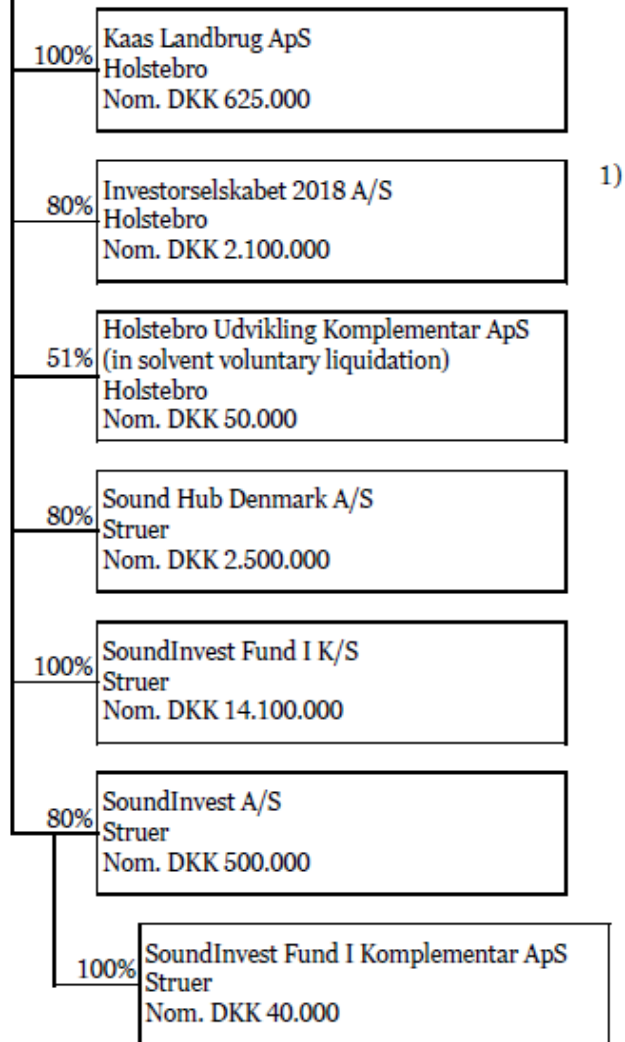 100%
Kaas Landbrug ApS
Holstebro
Nom. DKK 625.000
1)
80%
Investorselskabet 2018 A/S
Holstebro
Nom. DKK 2.100.000
51%
Holstebro Udvikling Komplementar ApS
(in solvent voluntary liquidation)
Holstebro
Nom. DKK 50.000
80%
Sound Hub Denmark A/S
Struer
Nom. DKK 2.500.000
100%
SoundInvest Fund I K/S
Struer
Nom. DKK 14.100.000
80%
SoundInvest A/S
Struer
Nom. DKK 500.000
100%
SoundInvest Fund I Komplementar ApS
Struer
Nom. DKK 40.000